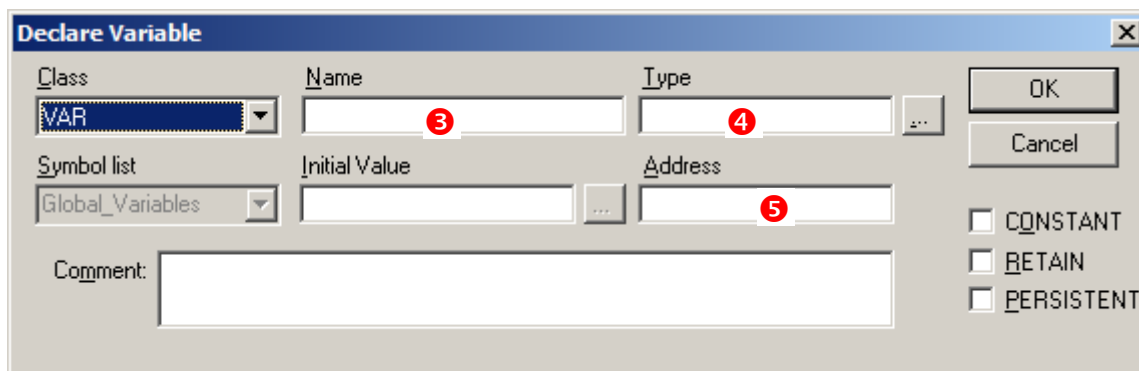 Declare Variable
Class Name Type
VAR ❸ ❹ ... OK
Cancel
Symbol list Initial Value Address
Global_Variables ... ❺
CONSTANT
Comment: RETAIN
PERSISTENT